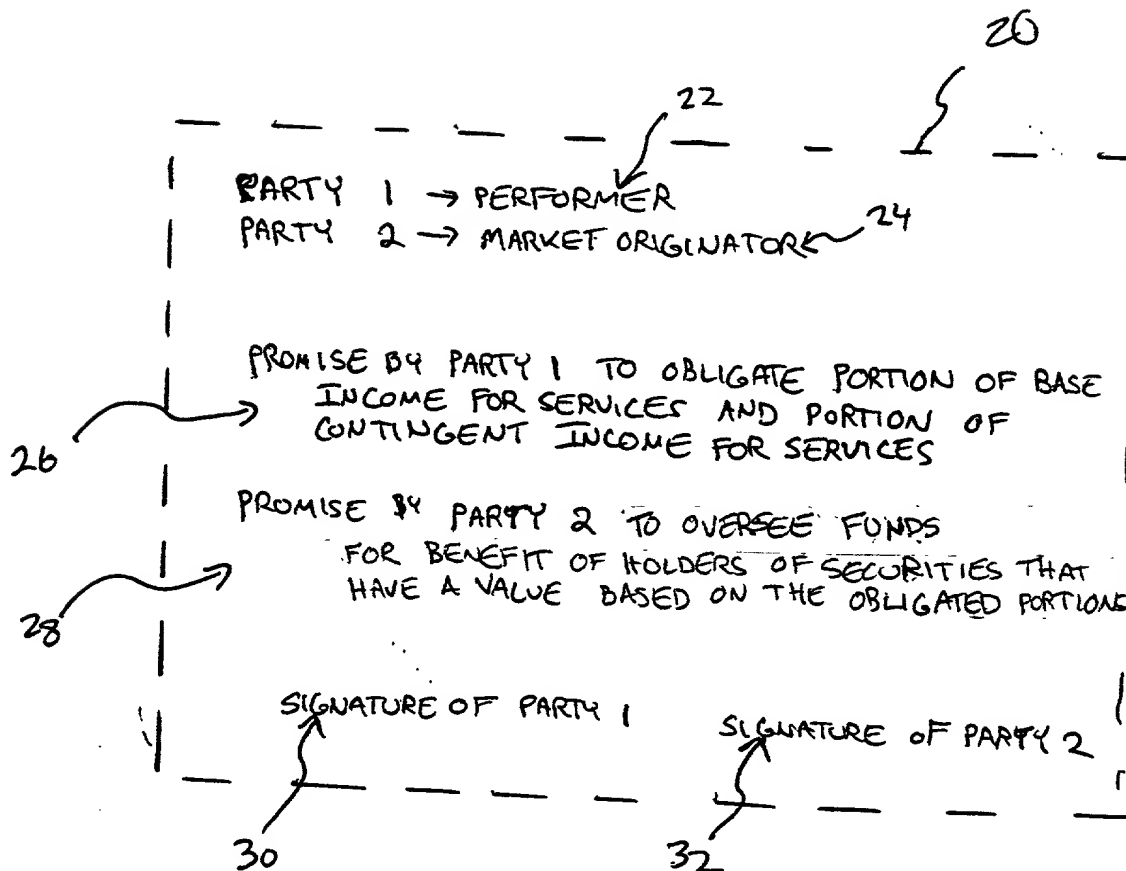 20
22
PARTY 1 → PERFORMER
PARTY 2 → MARKET ORIGINATOR
24
PROMISE BY PARTY 1 TO OBLIGATE PORTION OF BASE
INCOME FOR SERVICES AND PORTION OF
CONTINGENT INCOME FOR SERVICES
26
PROMISE BY PARTY 2 TO OVERSEE FUNDS
FOR BENEFIT OF HOLDERS OF SECURITIES THAT
HAVE A VALUE BASED ON THE OBLIGATED PORTIONS
28
SIGNATURE OF PARTY 1
SIGNATURE OF PARTY 2
30
32